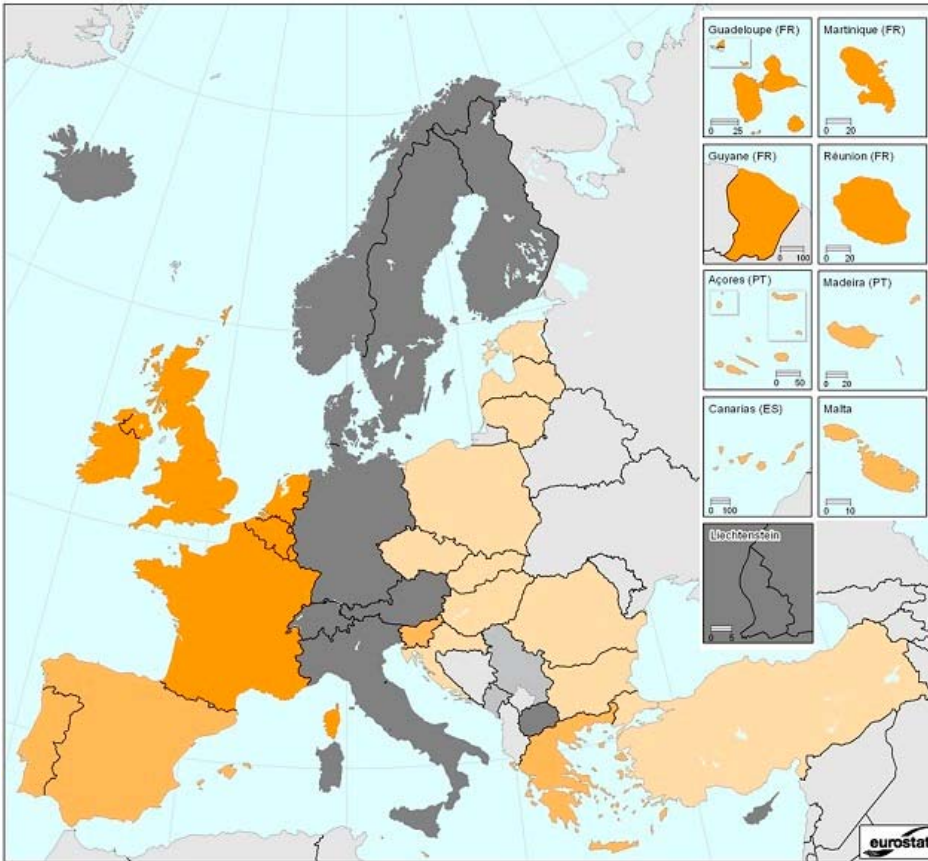 Guadeloupe (FR)
0 25
Martinique (FR)
0 20
Guyane (FR)
0 100
Réunion (FR)
0 20
Açores (PT)
0 50
Madeira (PT)
0 20
Canarias (ES)
0 100
Malta
0 10
Liechtenstein
0 5
eurostat